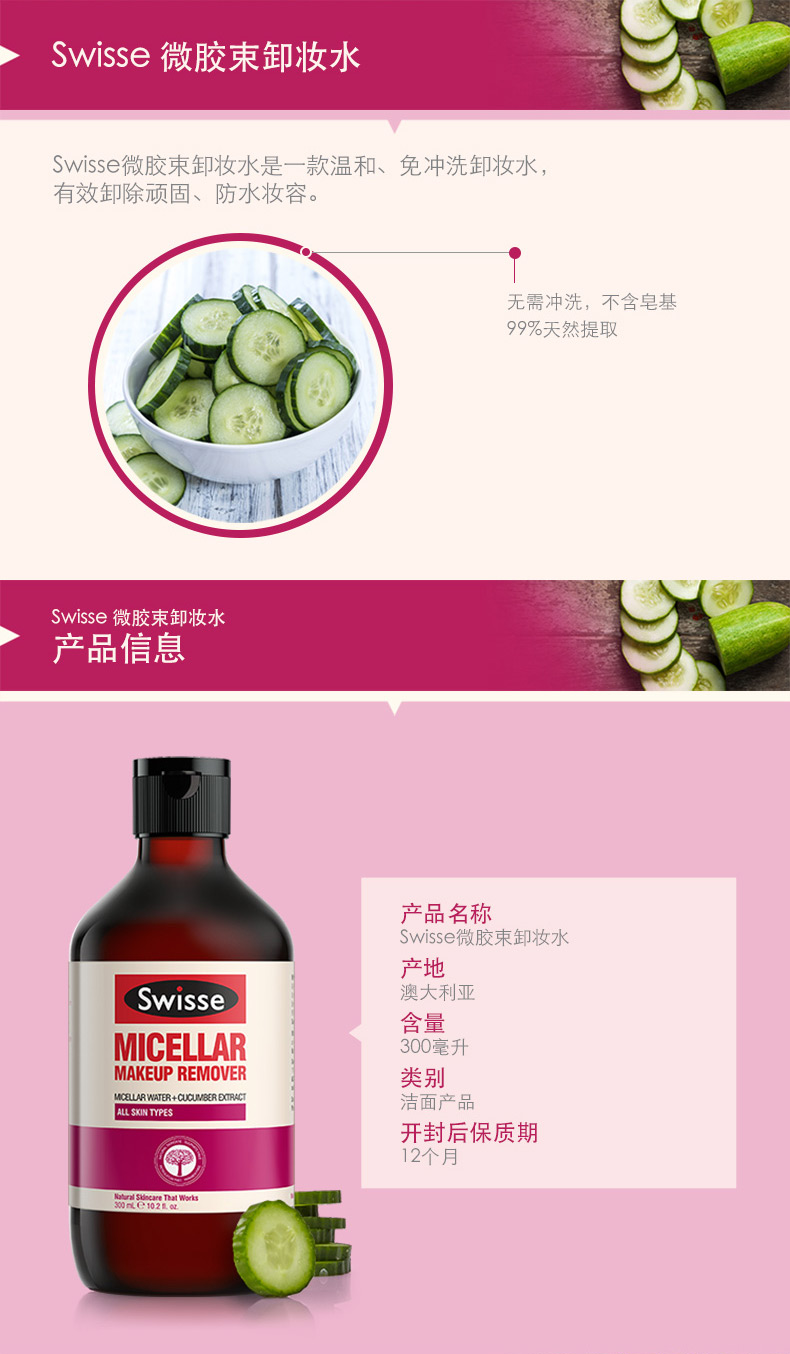 Swisse 微胶束卸妆水
Swisse微胶束卸妆水是一款温和、免冲洗卸妆水，
有效卸除顽固、防水妆容。
无需冲洗，不含皂基
99%天然提取
Swisse 微胶束卸妆水
产品信息
Swisse
MICELLAR
MAKEUP REMOVER
MICELLAR WATER+CUCUMBER EXTRACT
ALL SKIN TYPES
Natural Skincare That Works
300 mL ℮ 10.2 fl. oz.
产品名称
Swisse微胶束卸妆水
产地
澳大利亚
含量
300毫升
类别
洁面产品
开封后保质期
12个月